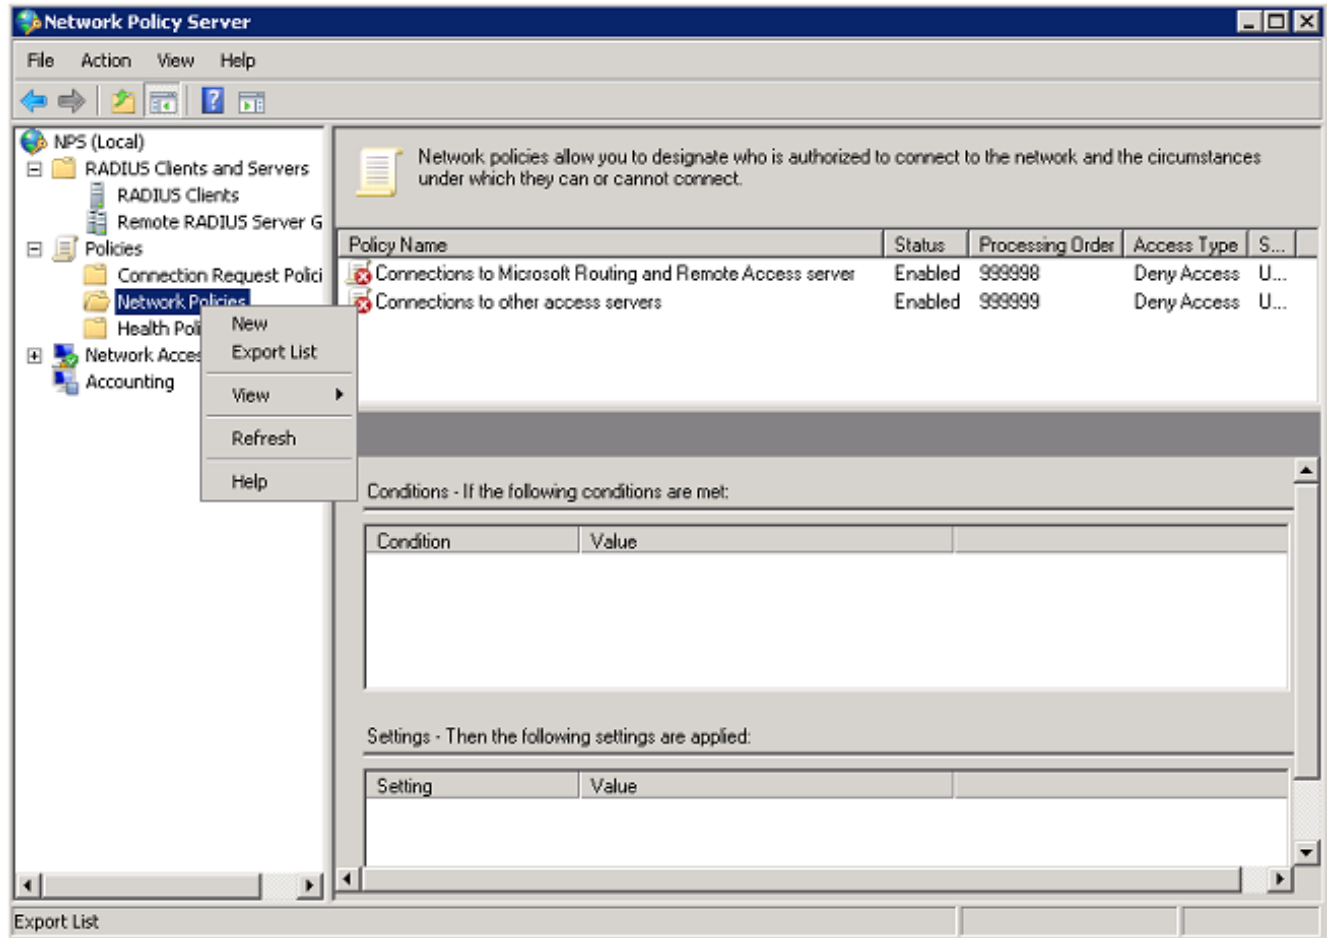 Network Policy Server
File Action View Help
NPS (Local)
RADIUS Clients and Servers
RADIUS Clients
Remote RADIUS Server G
Policies
Connection Request Polici
Network Policies
Health Poli
Network Acces
Accounting
New
Export List
View
Refresh
Help
Network policies allow you to designate who is authorized to connect to the network and the circumstances
under which they can or cannot connect.
Policy Name Status Processing Order Access Type S...
Connections to Microsoft Routing and Remote Access server Enabled 999998 Deny Access U...
Connections to other access servers Enabled 999999 Deny Access U...
Conditions - If the following conditions are met:
Condition Value
Settings - Then the following settings are applied:
Setting Value
Export List